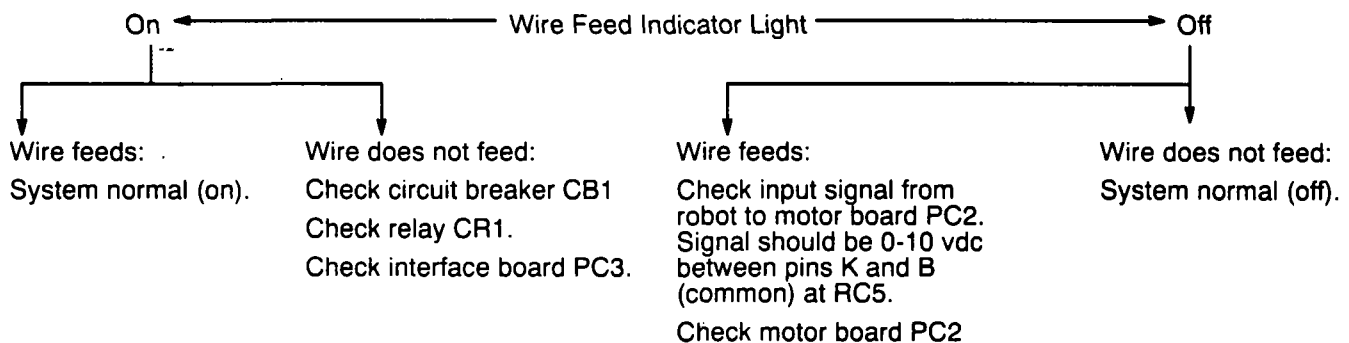 On Wire Feed Indicator Light Off
Wire feeds:
System normal (on).
Wire does not feed:
Check circuit breaker CB1
Check relay CR1.
Check interface board PC3.
Wire feeds:
Check input signal from
robot to motor board PC2.
Signal should be 0-10 vdc
between pins K and B
(common) at RC5.
Check motor board PC2
Wire does not feed:
System normal (off).